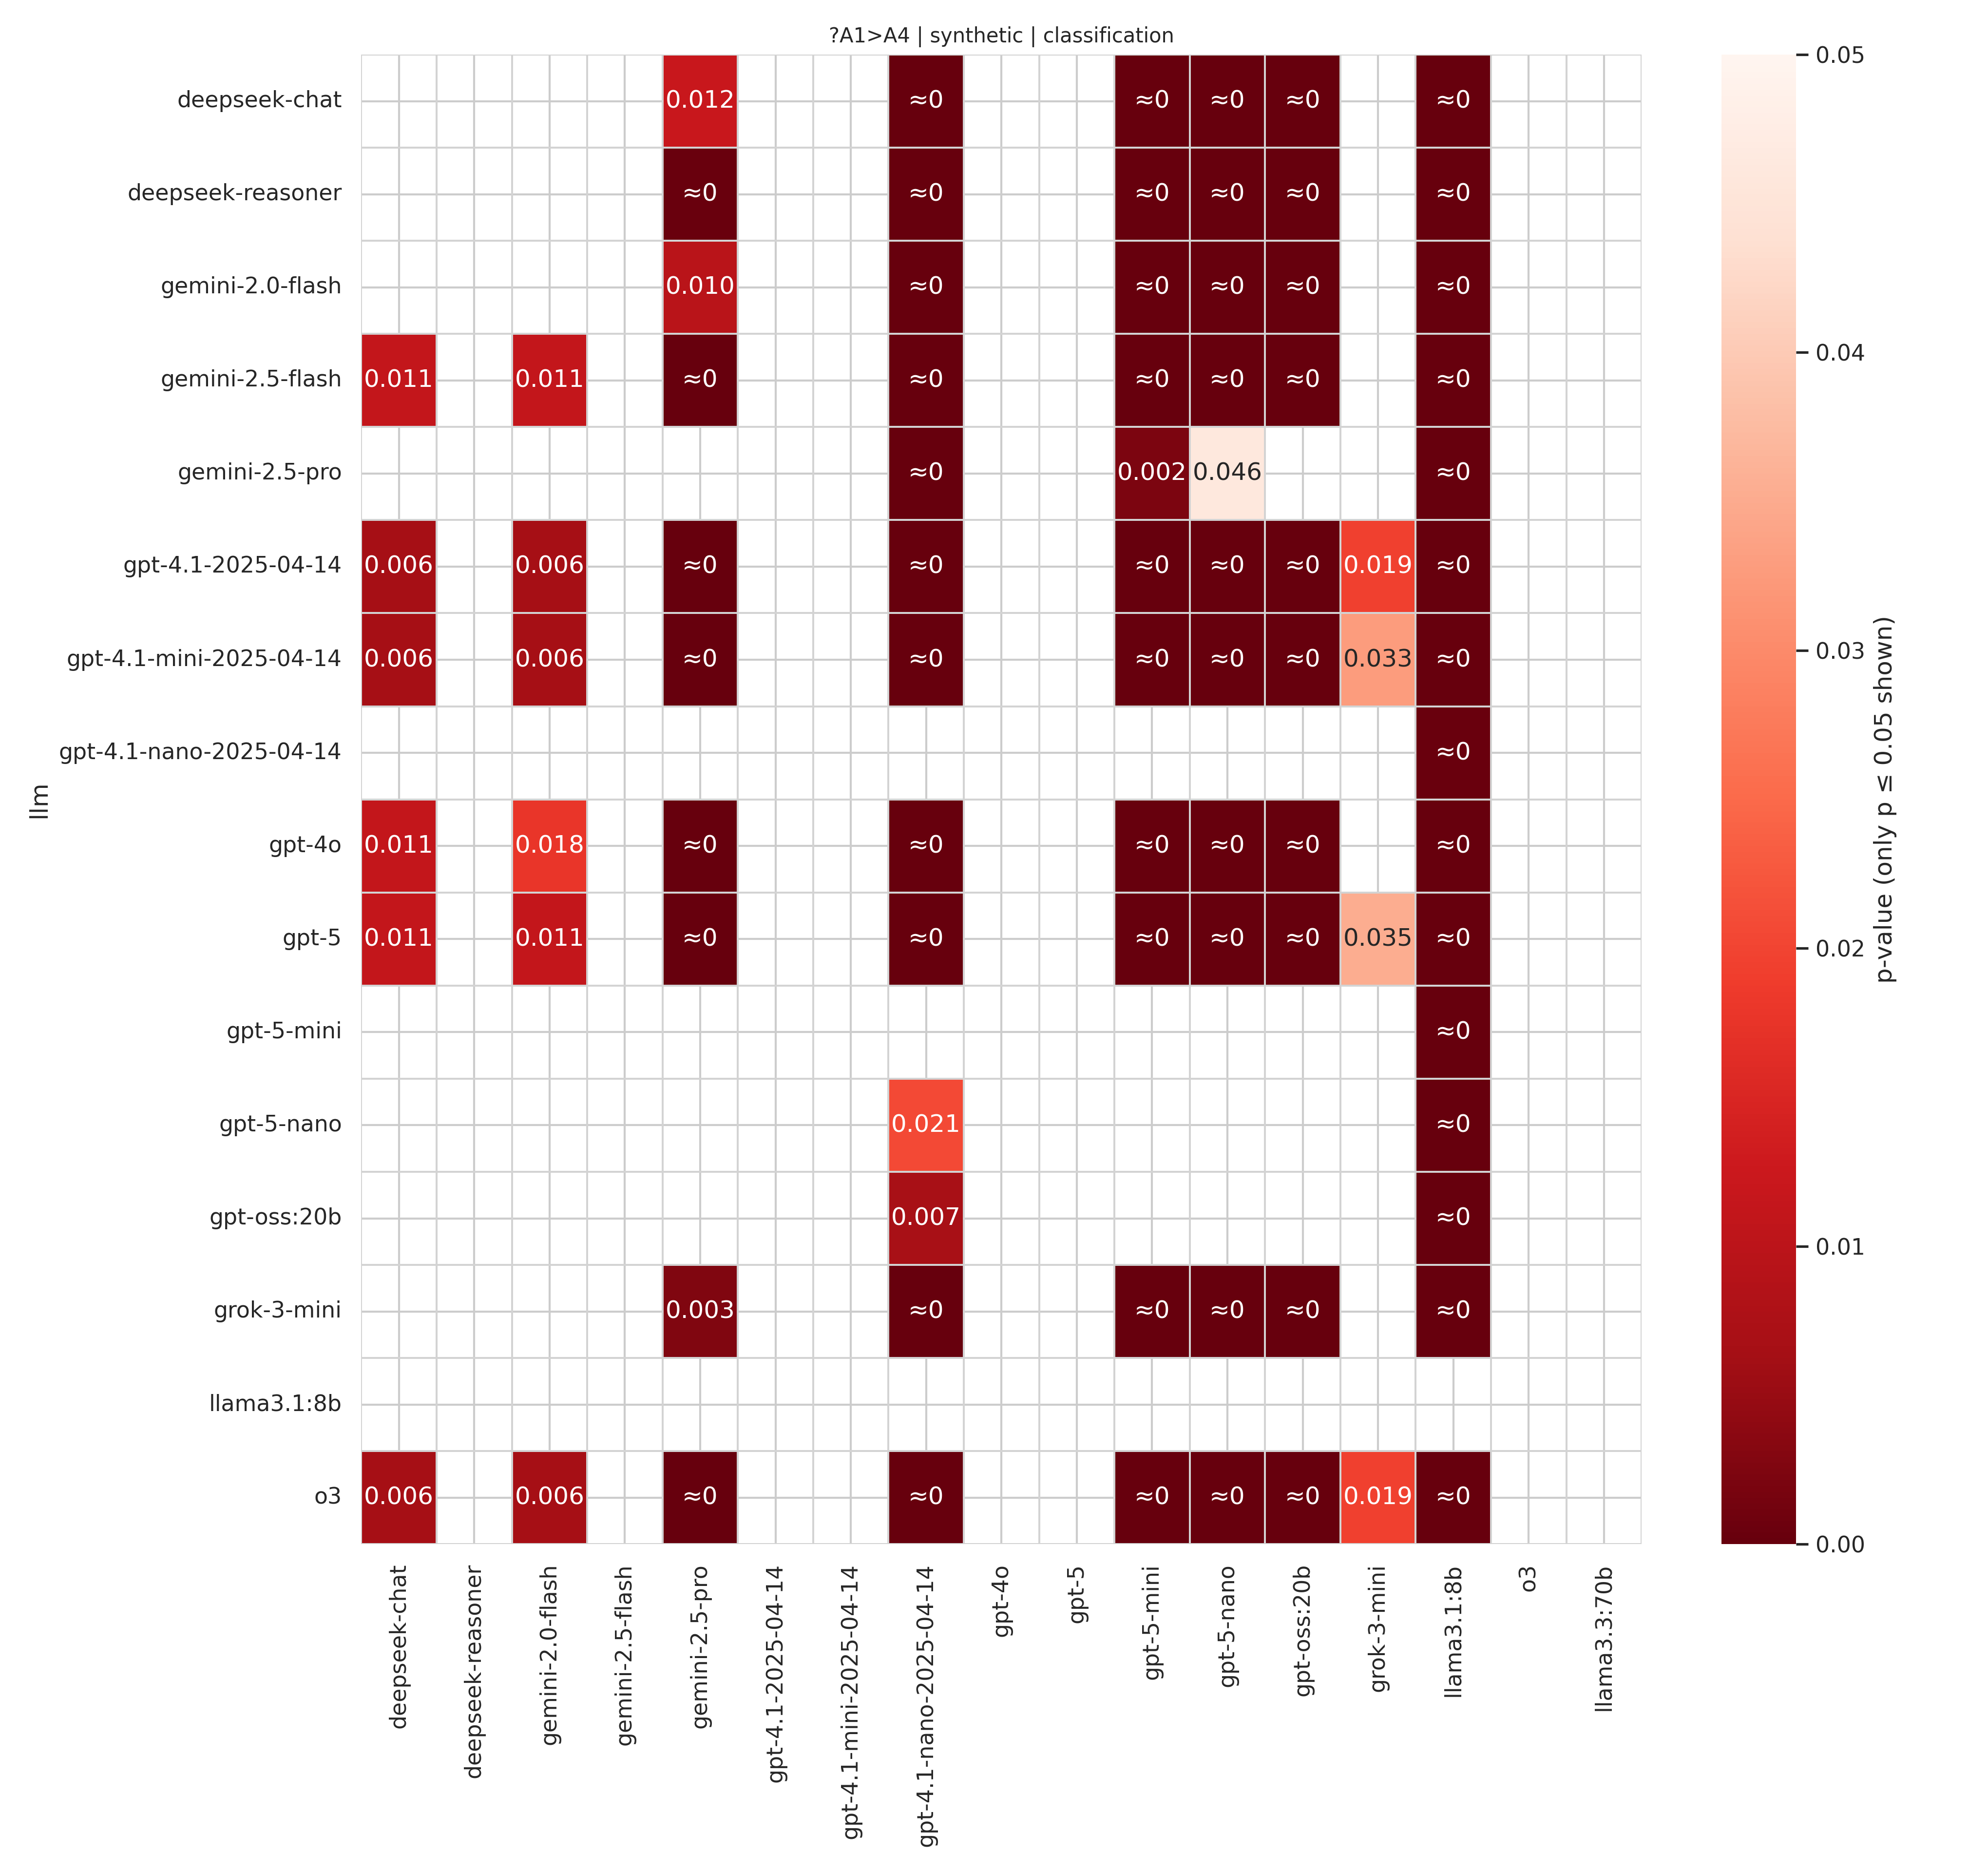 ?A1>A4 | synthetic | classification
deepseek-chat 0.012 ≈0 ≈0 ≈0 ≈0 ≈0
deepseek-reasoner ≈0 ≈0 ≈0 ≈0 ≈0 ≈0
gemini-2.0-flash 0.010 ≈0 ≈0 ≈0 ≈0 ≈0
gemini-2.5-flash 0.011 0.011 ≈0 ≈0 ≈0 ≈0 ≈0 ≈0
gemini-2.5-pro ≈0 0.002 0.046 ≈0
gpt-4.1-2025-04-14 0.006 0.006 ≈0 ≈0 ≈0 ≈0 ≈0 0.019 ≈0
gpt-4.1-mini-2025-04-14 0.006 0.006 ≈0 ≈0 ≈0 ≈0 ≈0 0.033 ≈0
gpt-4.1-nano-2025-04-14 ≈0
gpt-4o 0.011 0.018 ≈0 ≈0 ≈0 ≈0 ≈0 ≈0
gpt-5 0.011 0.011 ≈0 ≈0 ≈0 ≈0 ≈0 0.035 ≈0
gpt-5-mini ≈0
gpt-5-nano 0.021 ≈0
gpt-oss:20b 0.007 ≈0
grok-3-mini 0.003 ≈0 ≈0 ≈0 ≈0 ≈0
llama3.1:8b
o3 0.006 0.006 ≈0 ≈0 ≈0 ≈0 ≈0 0.019 ≈0
llm
deepseek-chat
deepseek-reasoner
gemini-2.0-flash
gemini-2.5-flash
gemini-2.5-pro
gpt-4.1-2025-04-14
gpt-4.1-mini-2025-04-14
gpt-4.1-nano-2025-04-14
gpt-4o
gpt-5
gpt-5-mini
gpt-5-nano
gpt-oss:20b
grok-3-mini
llama3.1:8b
o3
llama3.3:70b
0.05
0.04
0.03
0.02
0.01
0.00
p-value (only p ≤ 0.05 shown)